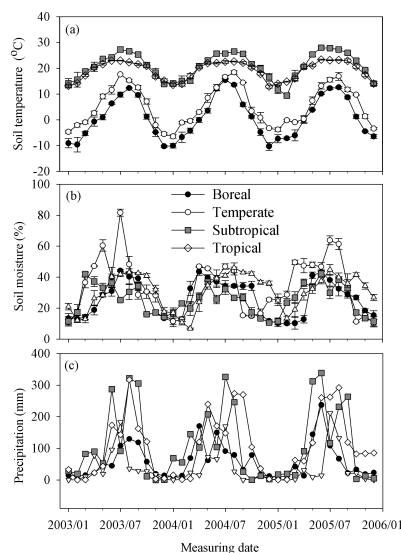 (a)
Soil temperature (°C)
40
30
20
10
0
-10
-20
(b)
Boreal
Temperate
Subtropical
Tropical
Soil moisture (%)
100
80
60
40
20
0
(c)
Precipitation (mm)
400
300
200
100
0
2003/01 2003/07 2004/01 2004/07 2005/01 2005/07 2006/01
Measuring date